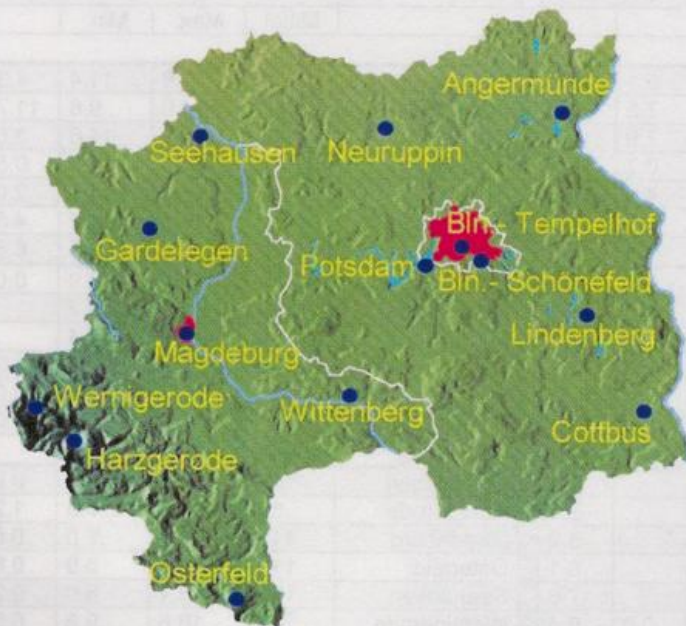 Angermünde
Seehausen
Neuruppin
Bln.- Tempelhof
Gardelegen
Potsdam
Bln.- Schönefeld
Lindenberg
Magdeburg
Wernigerode
Wittenberg
Cottbus
Harzgerode
Osterfeld